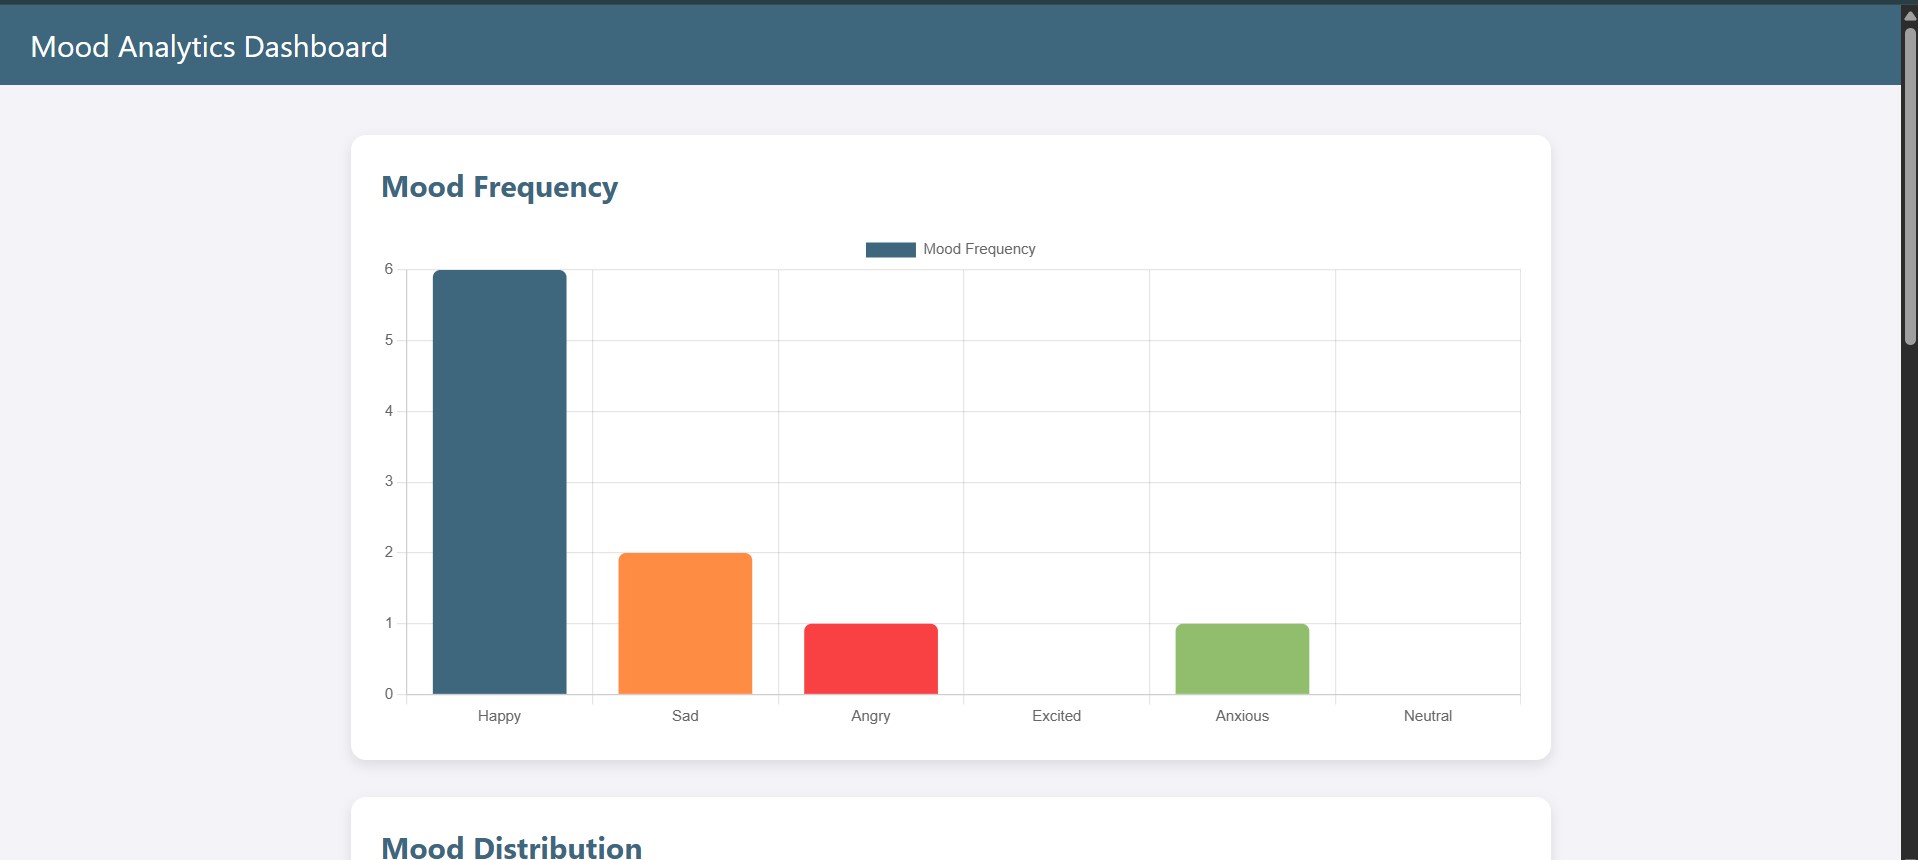 Mood Analytics Dashboard
Mood Frequency
Mood Frequency
6
5
4
3
2
1
0
Happy Sad Angry Excited Anxious Neutral
Mood Distribution